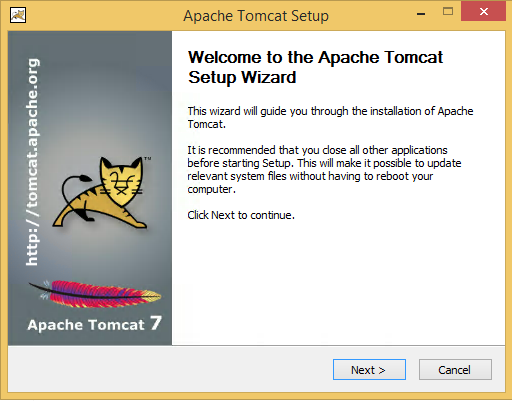 Apache Tomcat Setup
http://tomcat.apache.org
TM
Apache Tomcat 7
Welcome to the Apache Tomcat
Setup Wizard
This wizard will guide you through the installation of Apache
Tomcat.
It is recommended that you close all other applications
before starting Setup. This will make it possible to update
relevant system files without having to reboot your
computer.
Click Next to continue.
Next >
Cancel